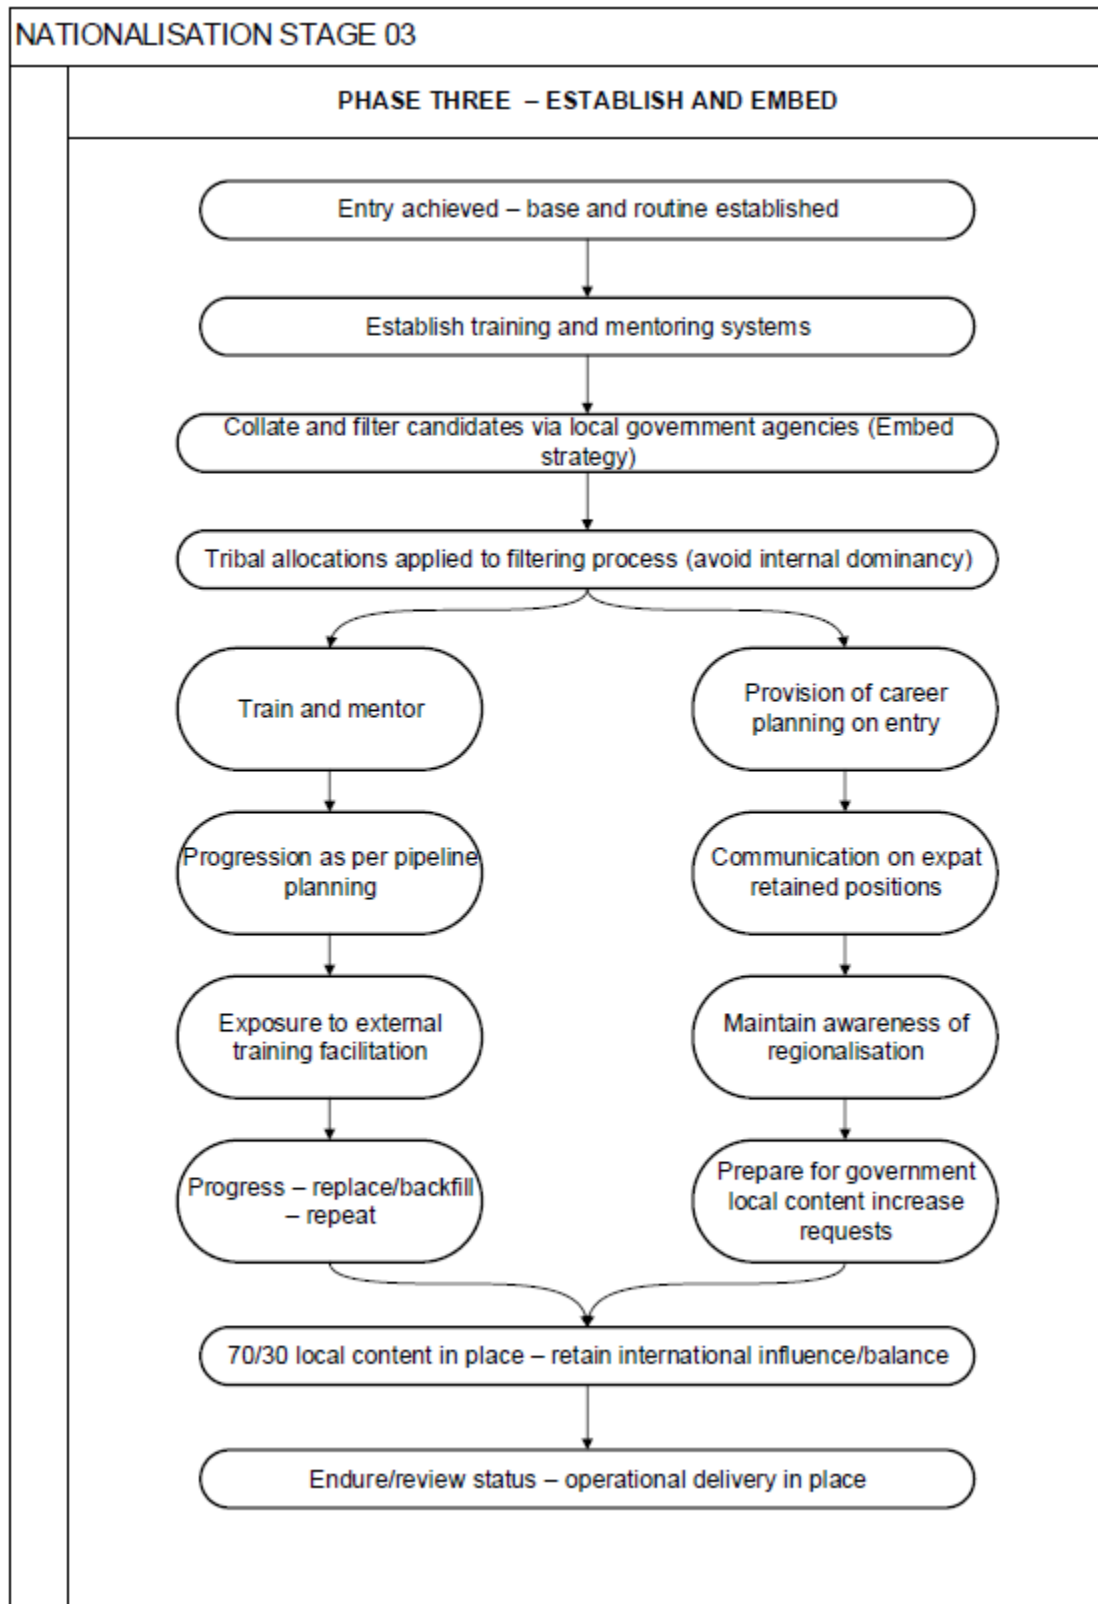 NATIONALISATION STAGE 03
PHASE THREE – ESTABLISH AND EMBED
Entry achieved – base and routine established
Establish training and mentoring systems
Collate and filter candidates via local government agencies (Embed
strategy)
Tribal allocations applied to filtering process (avoid internal dominancy)
Train and mentor
Progression as per pipeline
planning
Exposure to external
training facilitation
Progress – replace/backfill
– repeat
Provision of career
planning on entry
Communication on expat
retained positions
Maintain awareness of
regionalisation
Prepare for government
local content increase
requests
70/30 local content in place – retain international influence/balance
Endure/review status – operational delivery in place